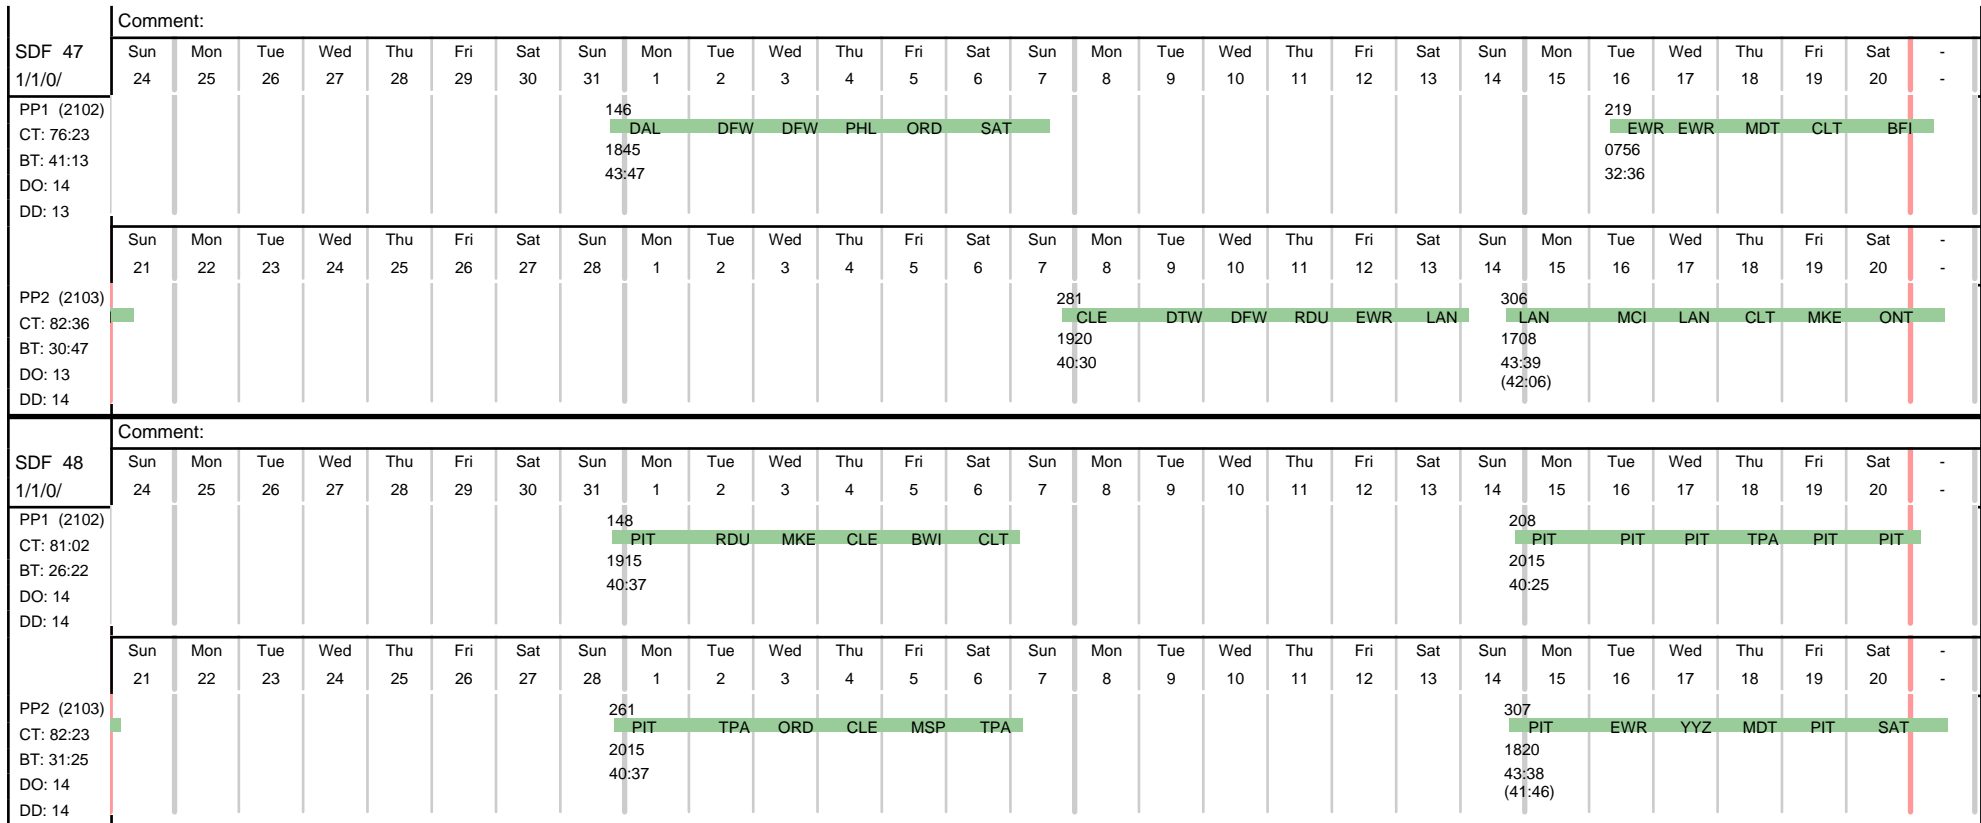 Comment:
SDF 47 Sun Mon Tue Wed Thu Fri Sat Sun Mon Tue Wed Thu Fri Sat Sun Mon Tue Wed Thu Fri Sat Sun Mon Tue Wed Thu Fri Sat -
1/1/0/ 24 25 26 27 28 29 30 31 1 2 3 4 5 6 7 8 9 10 11 12 13 14 15 16 17 18 19 20 -
PP1 (2102) 146 219
CT: 76:23 DAL DFW DFW PHL ORD SAT EWR EWR MDT CLT BFI
BT: 41:13 1845 0756
DO: 14 43:47 32:36
DD: 13
Sun Mon Tue Wed Thu Fri Sat Sun Mon Tue Wed Thu Fri Sat Sun Mon Tue Wed Thu Fri Sat Sun Mon Tue Wed Thu Fri Sat -
21 22 23 24 25 26 27 28 1 2 3 4 5 6 7 8 9 10 11 12 13 14 15 16 17 18 19 20 -
PP2 (2103) 281 306
CT: 82:36 CLE DTW DFW RDU EWR LAN LAN MCI LAN CLT MKE ONT
BT: 30:47 1920 1708
DO: 13 40:30 43:39
DD: 14 (42:06)
Comment:
SDF 48 Sun Mon Tue Wed Thu Fri Sat Sun Mon Tue Wed Thu Fri Sat Sun Mon Tue Wed Thu Fri Sat Sun Mon Tue Wed Thu Fri Sat -
1/1/0/ 24 25 26 27 28 29 30 31 1 2 3 4 5 6 7 8 9 10 11 12 13 14 15 16 17 18 19 20 -
PP1 (2102) 148 208
CT: 81:02 PIT RDU MKE CLE BWI CLT PIT PIT PIT TPA PIT PIT
BT: 26:22 1915 2015
DO: 14 40:37 40:25
DD: 14
Sun Mon Tue Wed Thu Fri Sat Sun Mon Tue Wed Thu Fri Sat Sun Mon Tue Wed Thu Fri Sat Sun Mon Tue Wed Thu Fri Sat -
21 22 23 24 25 26 27 28 1 2 3 4 5 6 7 8 9 10 11 12 13 14 15 16 17 18 19 20 -
PP2 (2103) 261 307
CT: 82:23 PIT TPA ORD CLE MSP TPA PIT EWR YYZ MDT PIT SAT
BT: 31:25 2015 1820
DO: 14 40:37 43:38
DD: 14 (41:46)